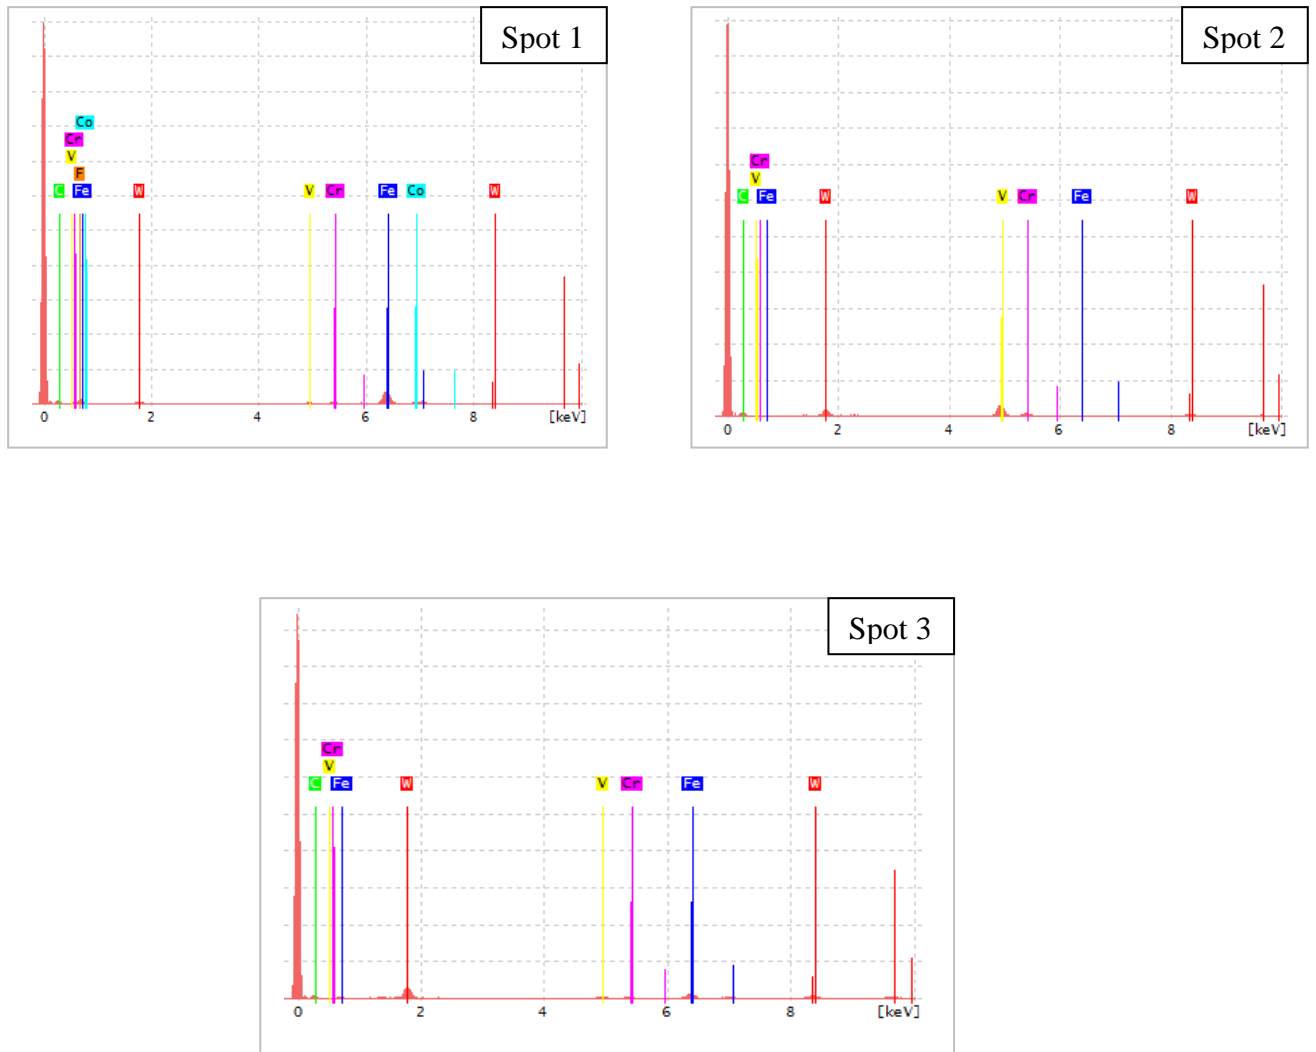 Spot 1
Co
Cr
V
F
C Fe W V Cr Fe Co W
0 2 4 6 8 [keV]
Spot 2
Cr
V
C Fe W V Cr Fe W
0 2 4 6 8 [keV]
Spot 3
Cr
V
C Fe W V Cr Fe W
0 2 4 6 8 [keV]